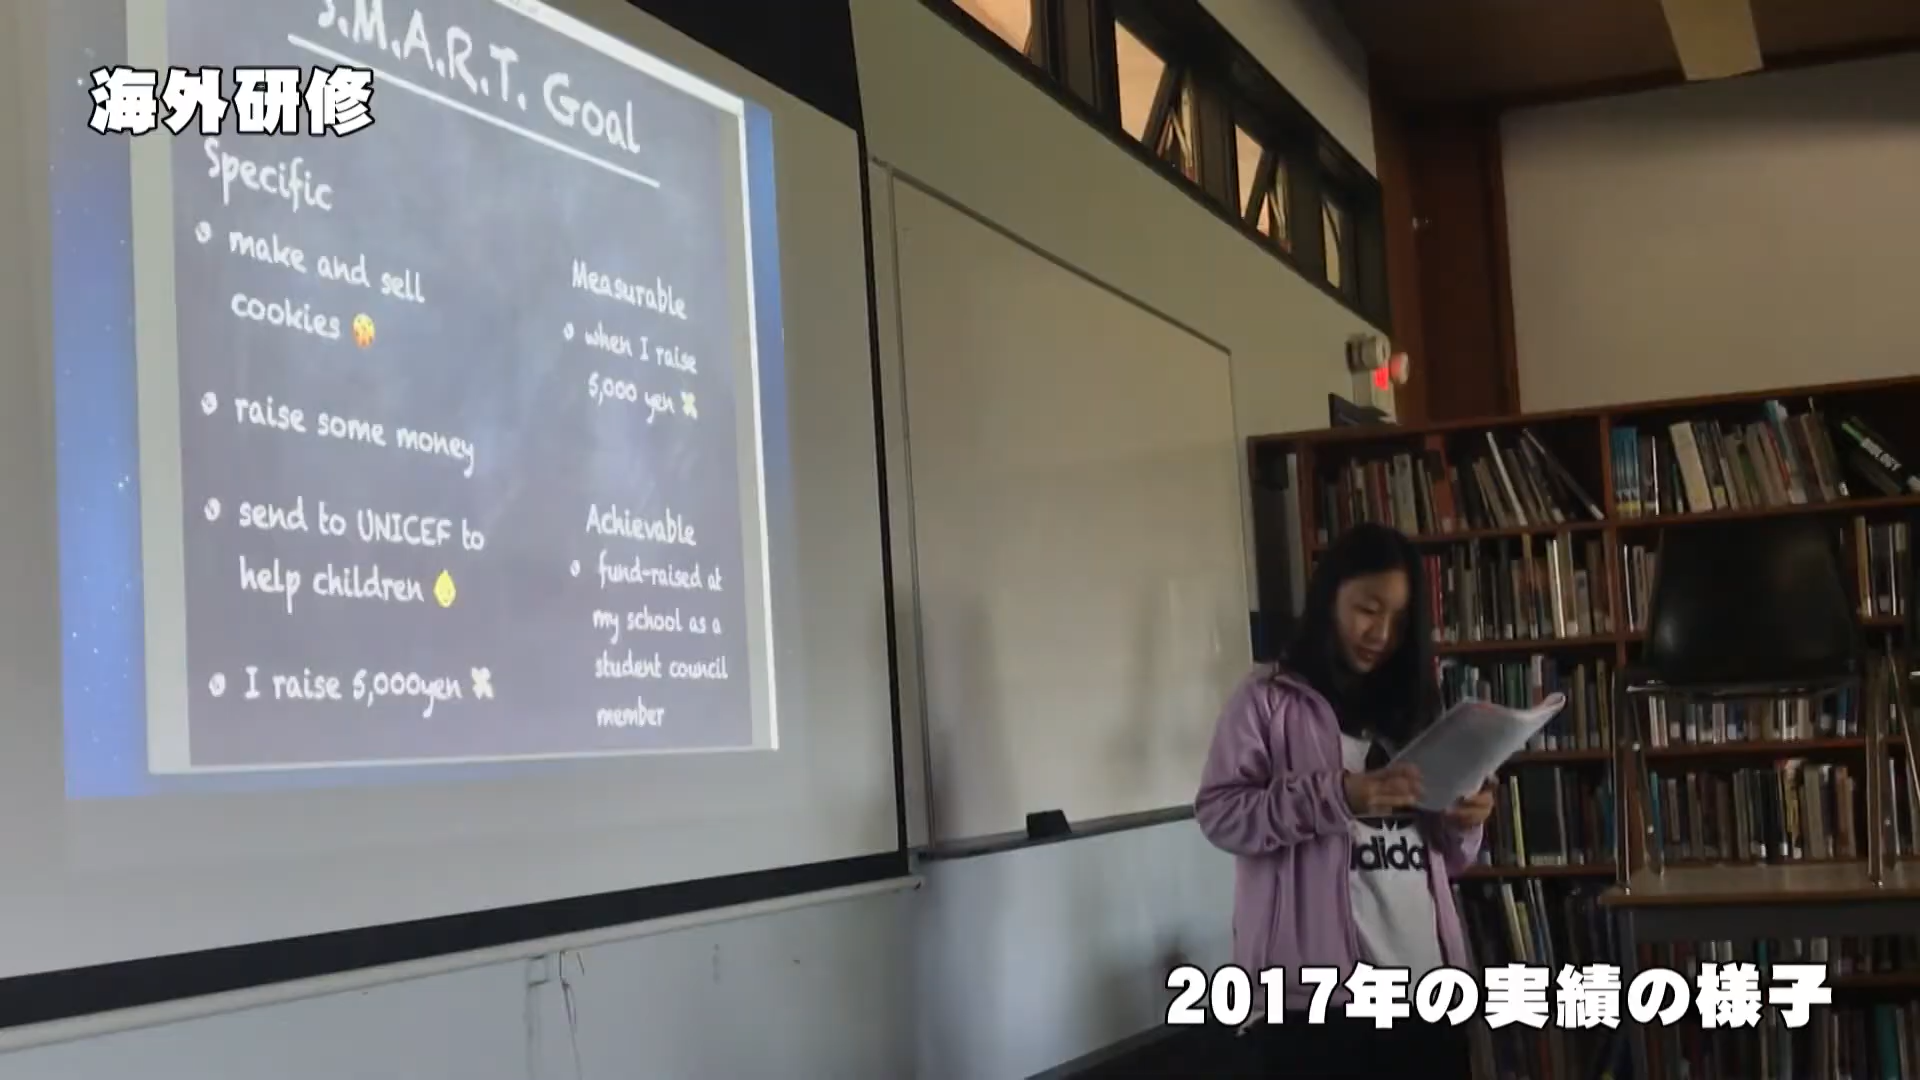 海外研修
S.M.A.R.T. Goal
Specific
make and sell
cookies
raise some money
send to UNICEF to
help children
I raise 5,000yen
Measurable
when I raise
5,000 yen
Achievable
fund-raised at
my school as a
student council
member
BIOLOGY
2017年の実績の様子